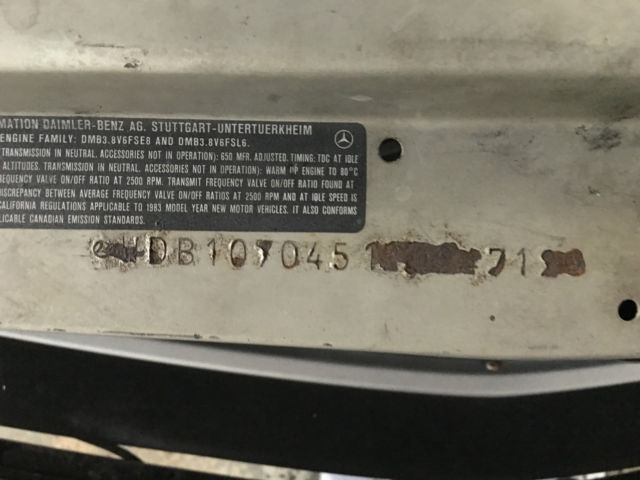 MATION DAIMLER-BENZ AG. STUTTGART-UNTERTUERKHEIM
ENGINE FAMILY: DMB3.8V6FSE8 AND DMB3.8V6FSL6.
TRANSMISSION IN NEUTRAL. ACCESSORIES NOT IN OPERATION): 650 MFR. ADJUSTED. TIMING: TDC AT IDLE
ALTITUDES. TRANSMISSION IN NEUTRAL. ACCESSORIES NOT IN OPERATION): WARM UP ENGINE TO 80°C
FREQUENCY VALVE ON/OFF RATIO AT 2500 RPM. TRANSMIT FREQUENCY VALVE ON/OFF RATIO FOUND AT
DISCREPANCY BETWEEN AVERAGE FREQUENCY VALVE ON/OFF RATIOS AT 2500 RPM AND AT IDLE SPEED IS
CALIFORNIA REGULATIONS APPLICABLE TO 1983 MODEL YEAR NEW MOTOR VEHICLES. IT ALSO CONFORMS
LICABLE CANADIAN EMISSION STANDARDS.
DB1070451 71